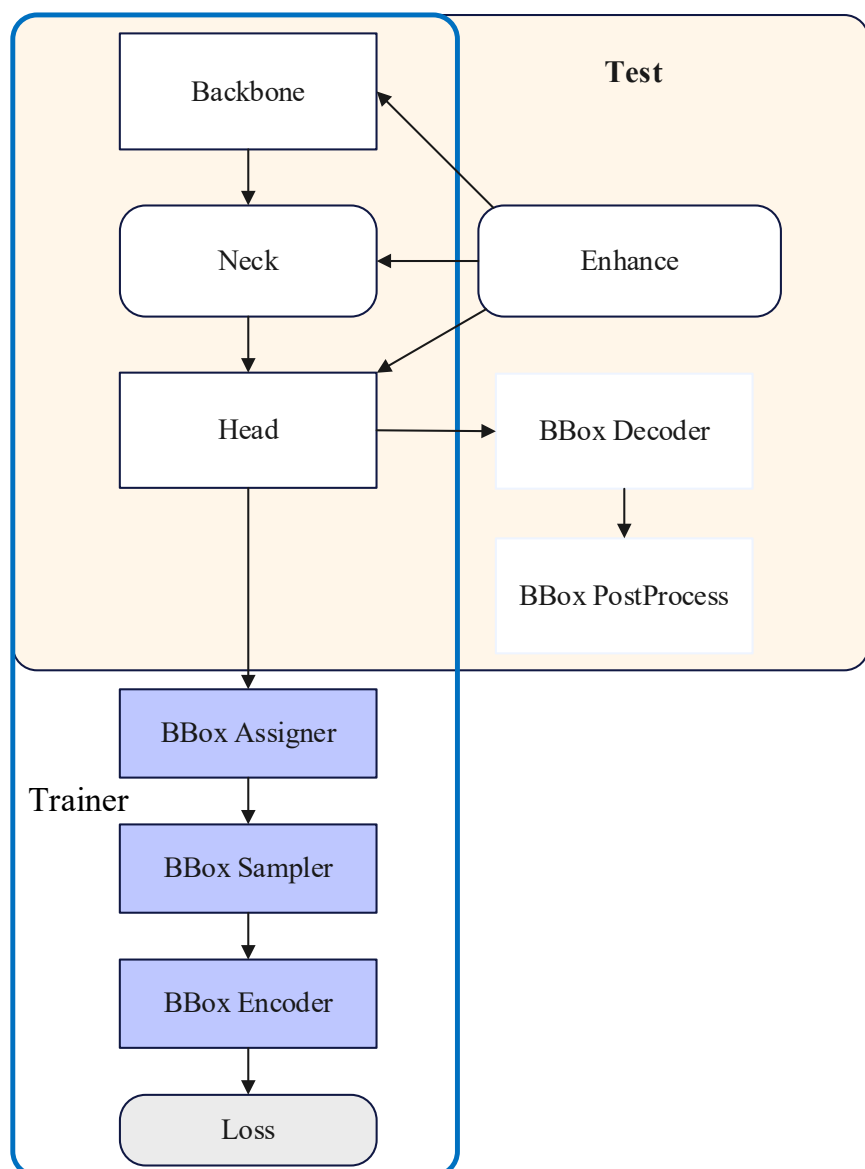 Backbone
Test
Neck
Enhance
Head
BBox Decoder
BBox PostProcess
BBox Assigner
Trainer
BBox Sampler
BBox Encoder
Loss